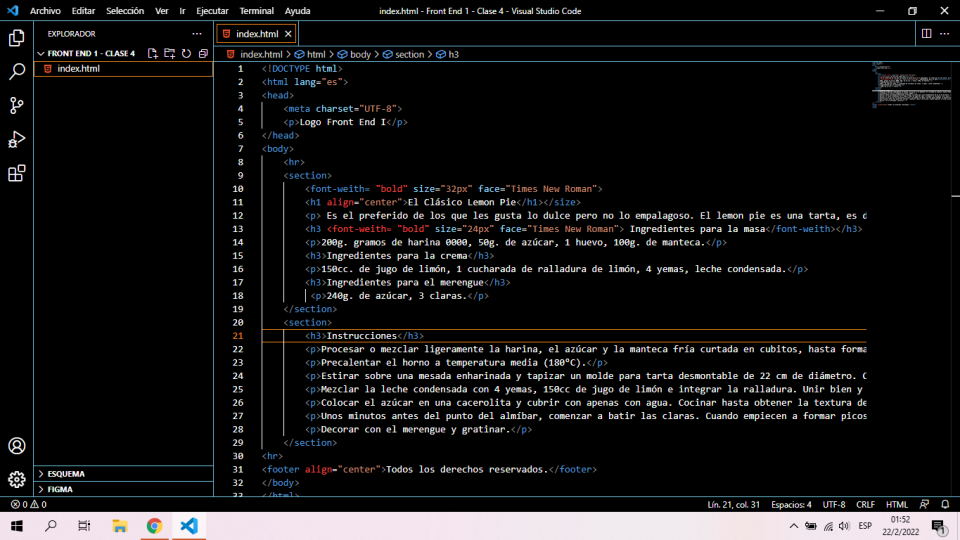 Archivo Editar Selección Ver Ir Ejecutar Terminal Ayuda index.html - Front End 1 - Clase 4 - Visual Studio Code
EXPLORADOR ··· index.html
FRONT END 1 - CLASE 4 index.html > html > body > section > h3
index.html
1 <!DOCTYPE html>
2 <html lang="es">
3 <head>
4 <meta charset="UTF-8">
5 <p>Logo Front End I</p>
6 </head>
7 <body>
8 <hr>
9 <section>
10 <font-weith= "bold" size="32px" face="Times New Roman">
11 <h1 align="center">El Clásico Lemon Pie</h1></size>
12 <p> Es el preferido de los que les gusta lo dulce pero no lo empalagoso. El lemon pie es una tarta, es d
13 <h3 <font-weith= "bold" size="24px" face="Times New Roman"> Ingredientes para la masa</font-weith></h3>
14 <p>200g. gramos de harina 0000, 50g. de azúcar, 1 huevo, 100g. de manteca.</p>
15 <h3>Ingredientes para la crema</h3>
16 <p>150cc. de jugo de limón, 1 cucharada de ralladura de limón, 4 yemas, leche condensada.</p>
17 <h3>Ingredientes para el merengue</h3>
18 <p>240g. de azúcar, 3 claras.</p>
19 </section>
20 <section>
21 <h3>Instrucciones</h3>
22 <p>Procesar o mezclar ligeramente la harina, el azúcar y la manteca fría curtada en cubitos, hasta forma
23 <p>Precalentar el horno a temperatura media (180ºC).</p>
24 <p>Estirar sobre una mesada enharinada y tapizar un molde para tarta desmontable de 22 cm de diámetro. C
25 <p>Mezclar la leche condensada con 4 yemas, 150cc de jugo de limón e integrar la ralladura. Unir bien y
26 <p>Colocar el azúcar en una cacerolita y cubrir con apenas con agua. Cocinar hasta obtener la textura de
27 <p>Unos minutos antes del punto del almíbar, comenzar a batir las claras. Cuando empiecen a formar picos
28 <p>Decorar con el merengue y gratinar.</p>
29 </section>
30 <hr>
31 <footer align="center">Todos los derechos reservados.</footer>
32 </body>
33 </html>
ESQUEMA
FIGMA
0 0 Lín. 21, col. 31 Espacios: 4 UTF-8 CRLF HTML
ESP 01:52
22/2/2022 1